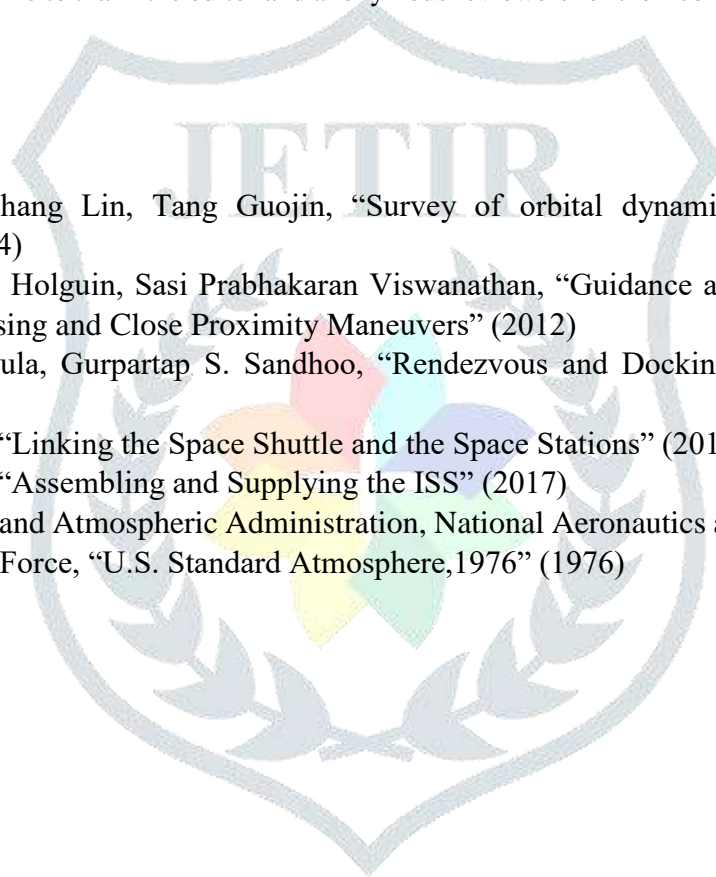 JETIR
hang Lin, Tang Guojin, “Survey of orbital dynami
4)
Holguin, Sasi Prabhakaran Viswanathan, “Guidance a
sing and Close Proximity Maneuvers” (2012)
ula, Gurpartap S. Sandhoo, “Rendezvous and Dockin
“Linking the Space Shuttle and the Space Stations” (201
“Assembling and Supplying the ISS” (2017)
and Atmospheric Administration, National Aeronautics a
Force, “U.S. Standard Atmosphere,1976” (1976)